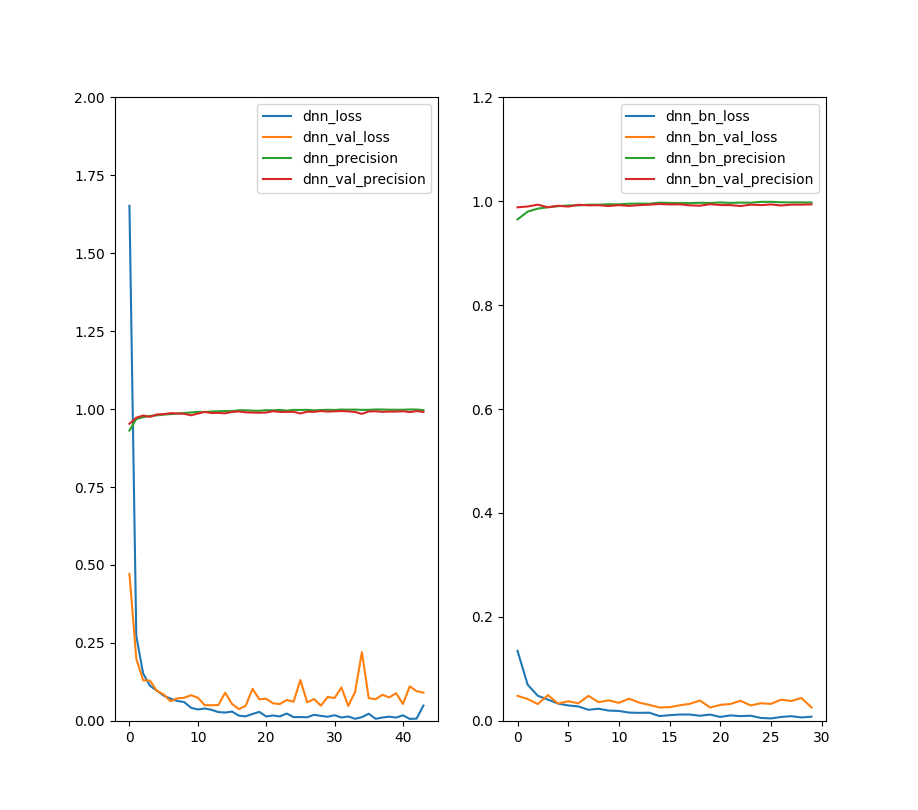 2.00
1.75
1.50
1.25
1.00
0.75
0.50
0.25
0.00
0 10 20 30 40
dnn_loss
dnn_val_loss
dnn_precision
dnn_val_precision
1.2
1.0
0.8
0.6
0.4
0.2
0.0
0 5 10 15 20 25 30
dnn_bn_loss
dnn_bn_val_loss
dnn_bn_precision
dnn_bn_val_precision